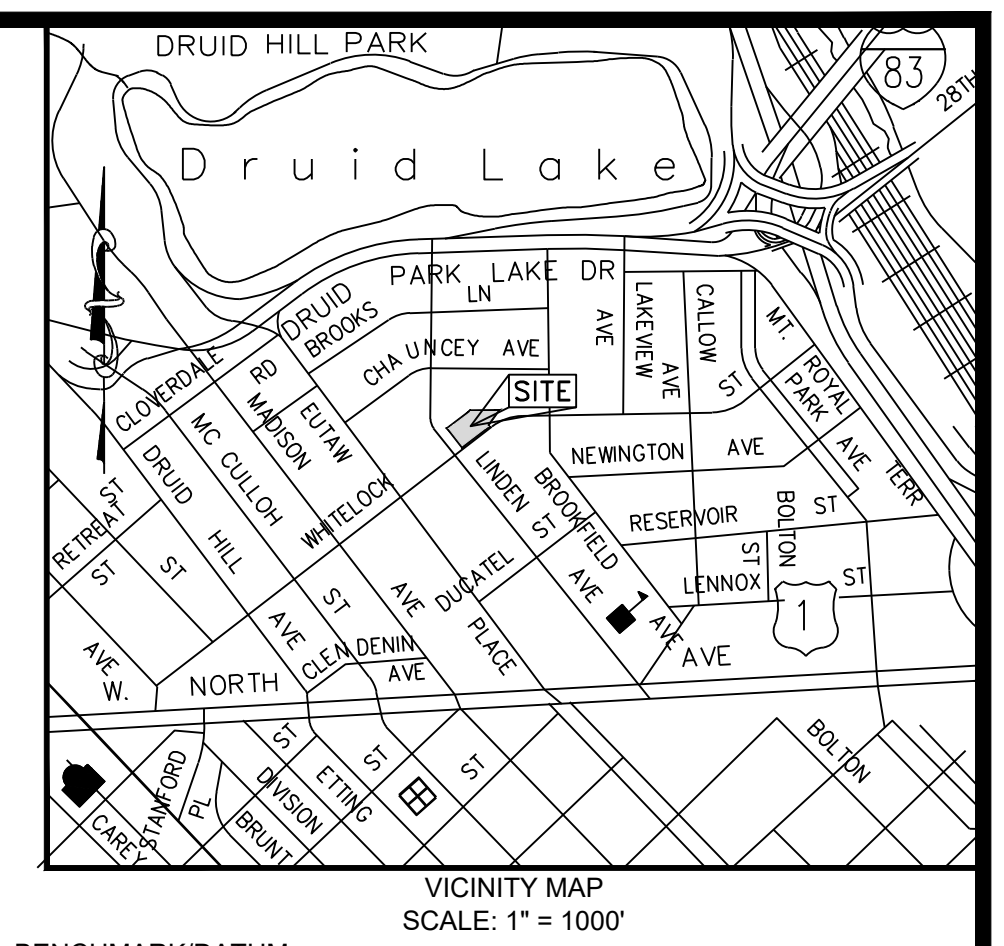 DRUID HILL PARK
83
28TH
Druid Lake
PARK LAKE DR
DRUID
LN
BROOKS
AVE
LAKEVIEW
AVE
CALLOW
ST
MT.
ROYAL
PARK
AVE
TERR
CHAUNCEY AVE
CLOVERDALE
RD
MADISON
EUTAW
SITE
MC CULLOH
DRUID
HILL
NEWINGTON AVE
LINDEN
ST
BROOKFIELD
WHITELOCK
RESERVOIR ST
BOLTON
ST
LENNOX ST
ST
RETREAT
ST
ST
DUCATEL
AVE
AVE
PLACE
1
AVE
ST
AVE
CLENDENIN
AVE
AVE
AVE
W.
NORTH
ST
ST
ST
BOLTON
STANFORD
PL
DIVISION
ETTING
CAREY
BRUNT
VICINITY MAP
SCALE: 1" = 1000'
BENCHMARK/DATUM